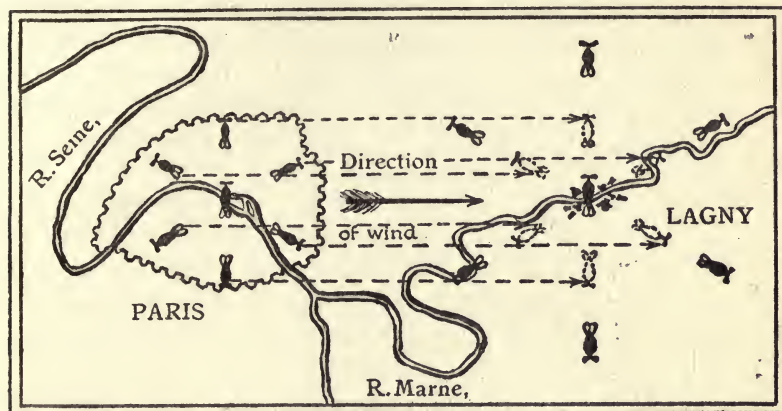 R. Seine,
Direction
of wind
LAGNY
PARIS
R. Marne,